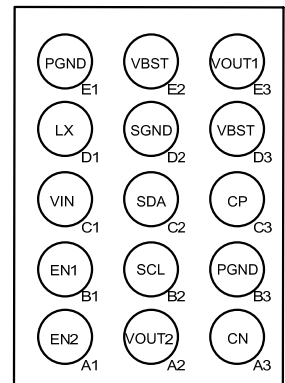 PGND VBST VOUT1
E1 E2 E3
LX SGND VBST
D1 D2 D3
VIN SDA CP
C1 C2 C3
EN1 SCL PGND
B1 B2 B3
EN2 VOUT2 CN
A1 A2 A3